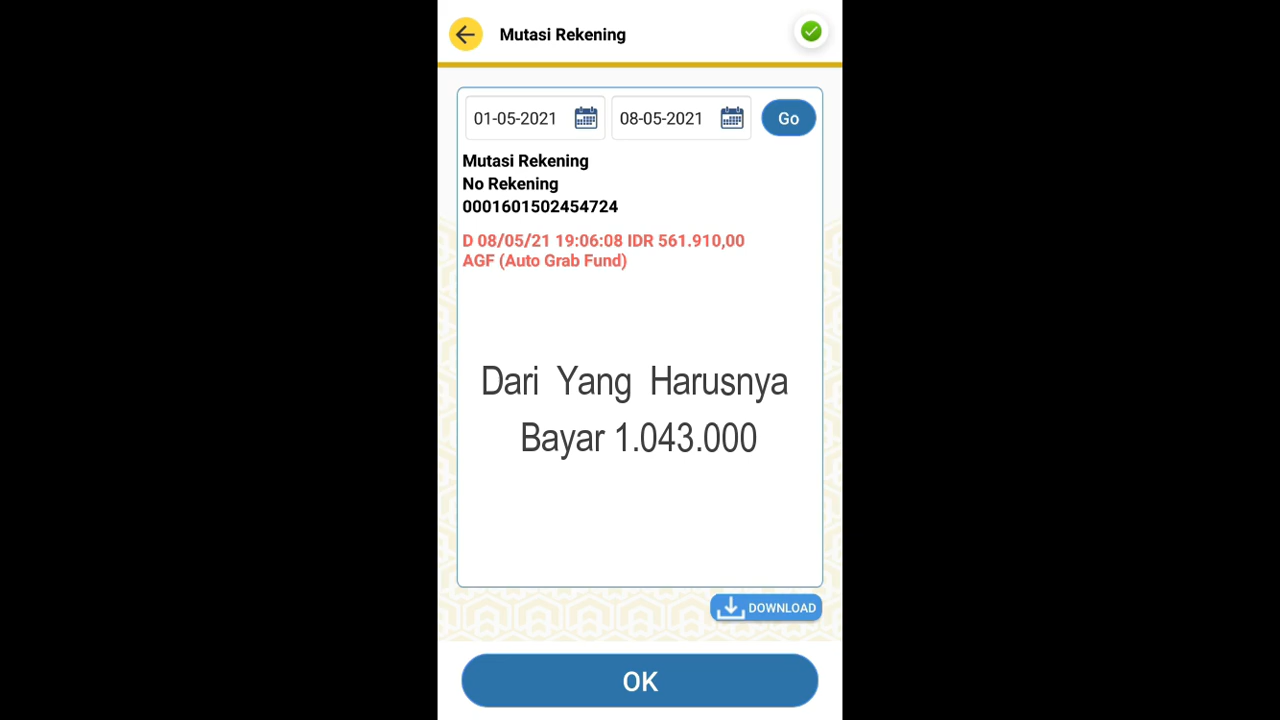 Mutasi Rekening
01-05-2021
08-05-2021
Go
Mutasi Rekening
No Rekening
0001601502454724
D 08/05/21 19:06:08 IDR 561.910,00
AGF (Auto Grab Fund)
Dari Yang Harusnya
Bayar 1.043.000
DOWNLOAD
OK